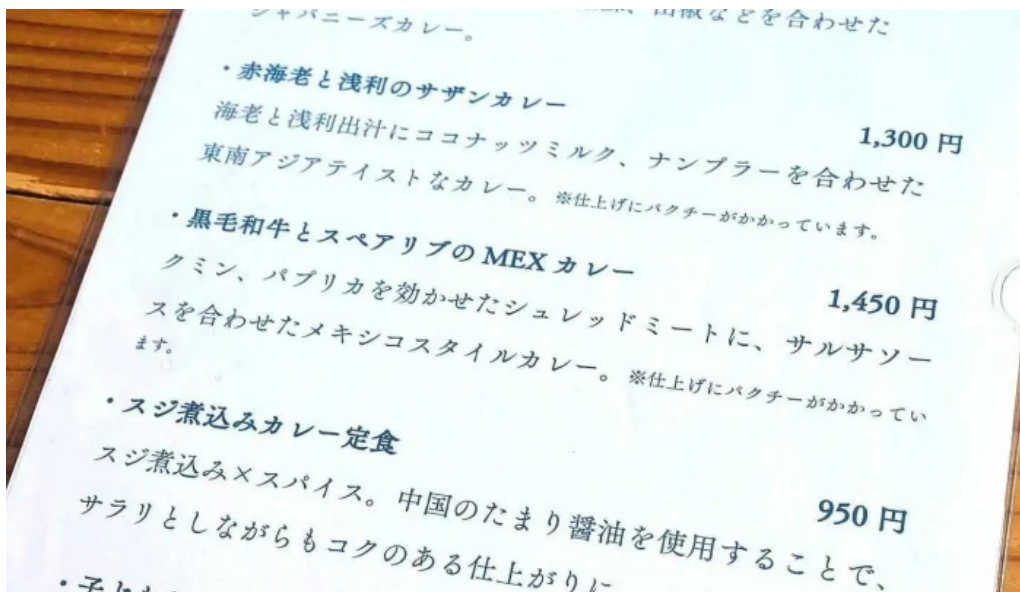 山椒などを合わせた
ジャパニーズカレー。
・赤海老と浅利のサザンカレー
1,300 円
海老と浅利出汁にココナッツミルク、ナンプラーを合わせた
東南アジアテイストなカレー。※仕上げにパクチーがかかっています。
・黒毛和牛とスペアリブの MEX カレー
1,450 円
クミン、パプリカを効かせたシュレッドミートに、サルサソー
スを合わせたメキシコスタイルカレー。※仕上げにパクチーがかかってい
ます。
・スジ煮込みカレー定食
950 円
スジ煮込み×スパイス。中国のたまり醤油を使用することで、
サラリとしながらもコクのある仕上がりに